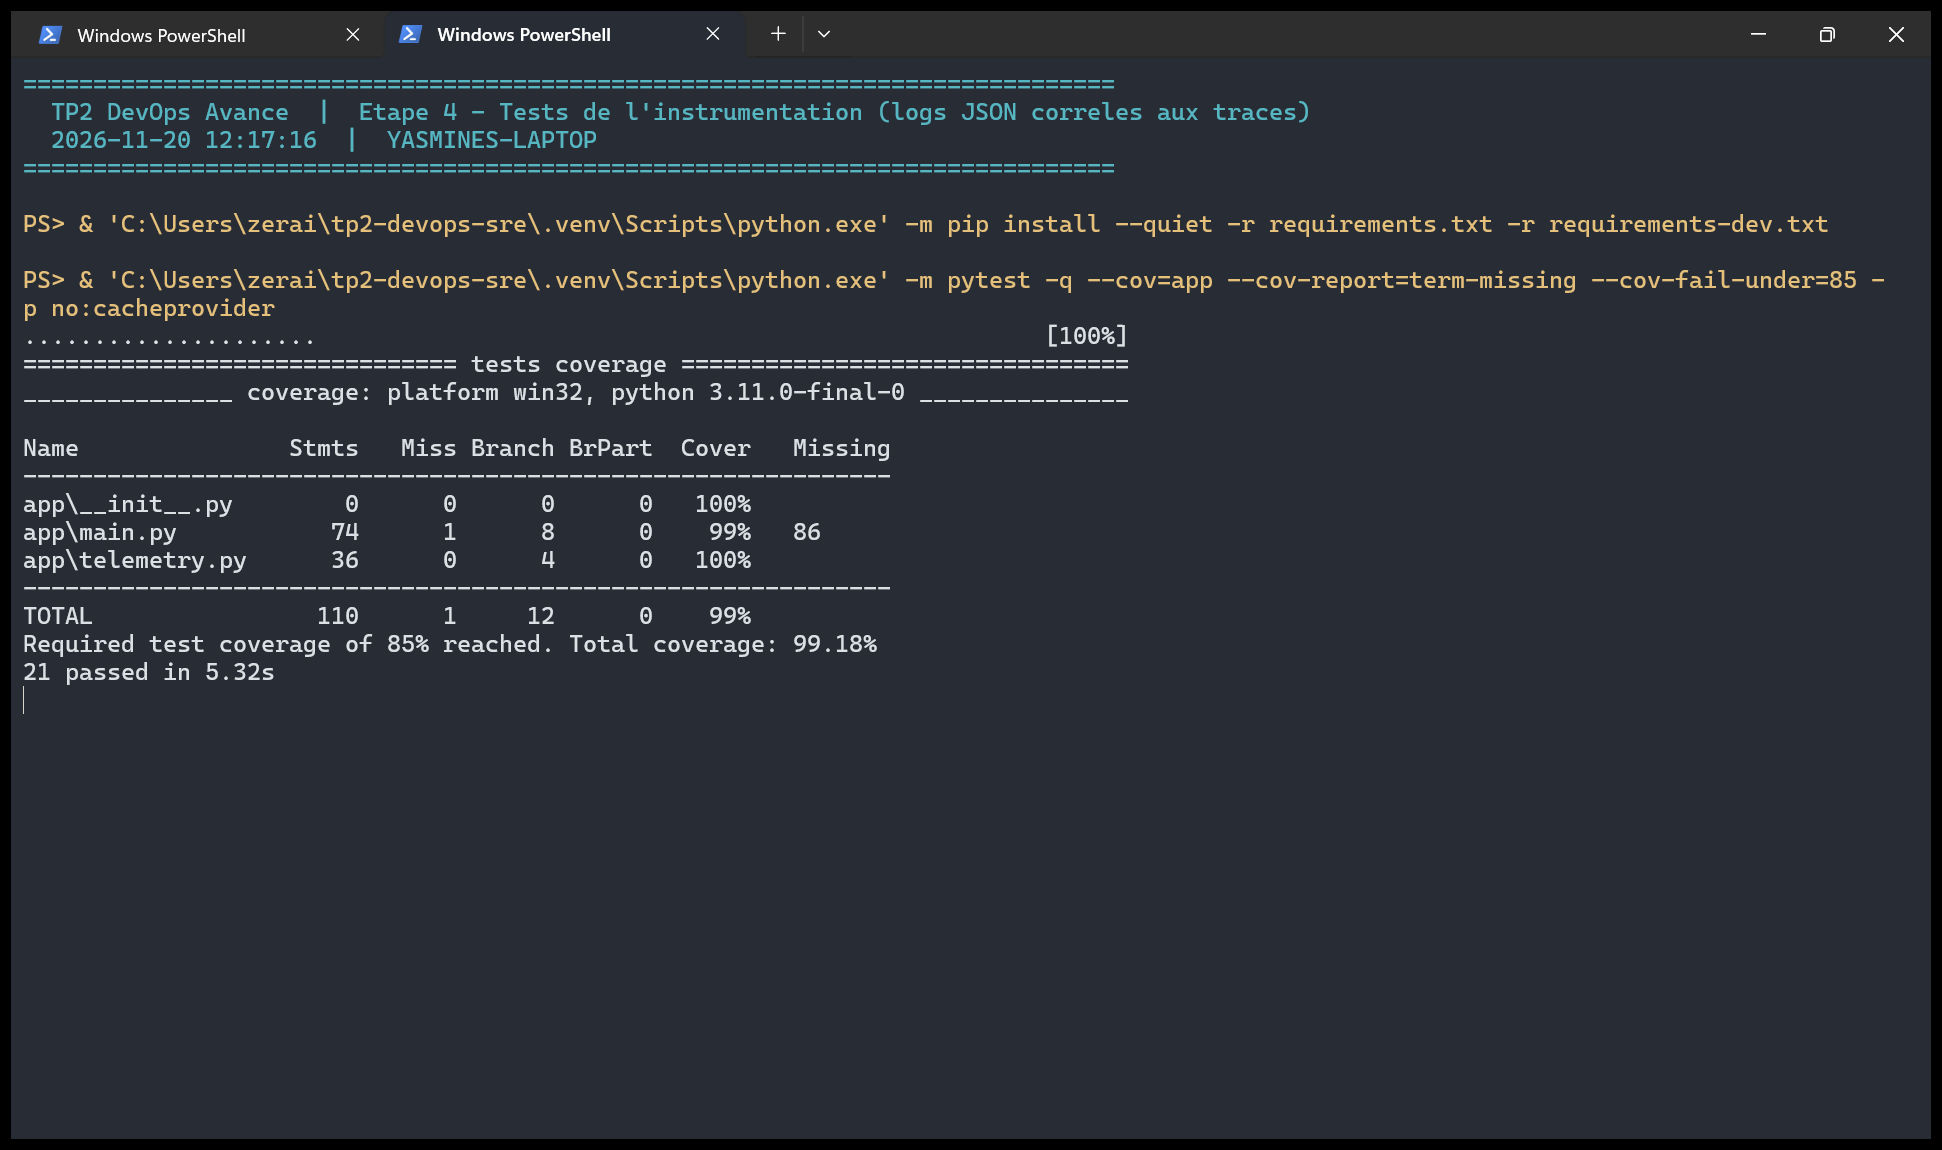 Windows PowerShell
Windows PowerShell
==============================================================================
TP2 DevOps Avance | Etape 4 - Tests de l'instrumentation (logs JSON correles aux traces)
2026-11-20 12:17:16 | YASMINES-LAPTOP
==============================================================================
PS> & 'C:\Users\zerai\tp2-devops-sre\.venv\Scripts\python.exe' -m pip install --quiet -r requirements.txt -r requirements-dev.txt
PS> & 'C:\Users\zerai\tp2-devops-sre\.venv\Scripts\python.exe' -m pytest -q --cov=app --cov-report=term-missing --cov-fail-under=85 -
p no:cacheprovider
..................... [100%]
=============================== tests coverage ================================
_______________ coverage: platform win32, python 3.11.0-final-0 _______________
Name Stmts Miss Branch BrPart Cover Missing
--------------------------------------------------------------
app\__init__.py 0 0 0 0 100%
app\main.py 74 1 8 0 99% 86
app\telemetry.py 36 0 4 0 100%
--------------------------------------------------------------
TOTAL 110 1 12 0 99%
Required test coverage of 85% reached. Total coverage: 99.18%
21 passed in 5.32s